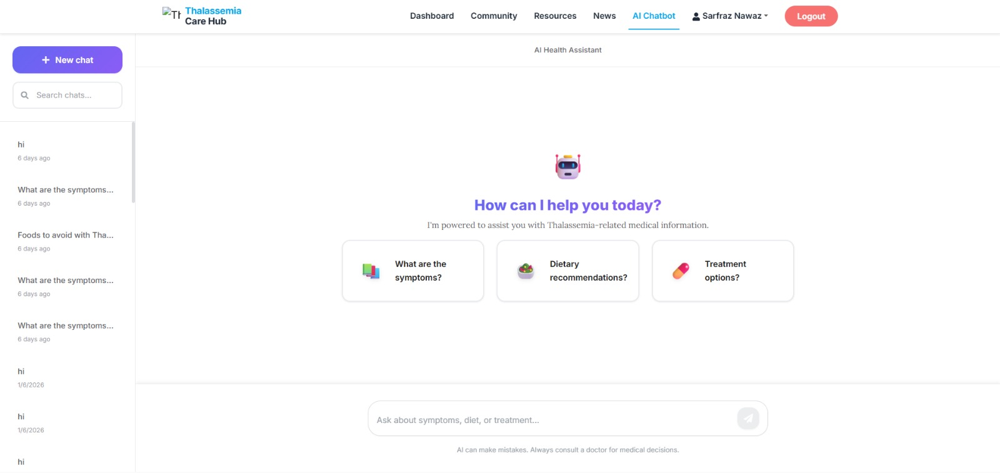 Th
Thalassemia
Care Hub
Dashboard
Community
Resources
News
AI Chatbot
Sarfraz Nawaz
Logout
New chat
Search chats...
hi
6 days ago
What are the symptoms...
6 days ago
Foods to avoid with Tha...
6 days ago
What are the symptoms...
6 days ago
What are the symptoms...
6 days ago
hi
1/6/2026
hi
1/6/2026
hi
AI Health Assistant
How can I help you today?
I'm powered to assist you with Thalassemia-related medical information.
What are the
symptoms?
Dietary
recommendations?
Treatment
options?
Ask about symptoms, diet, or treatment...
AI can make mistakes. Always consult a doctor for medical decisions.